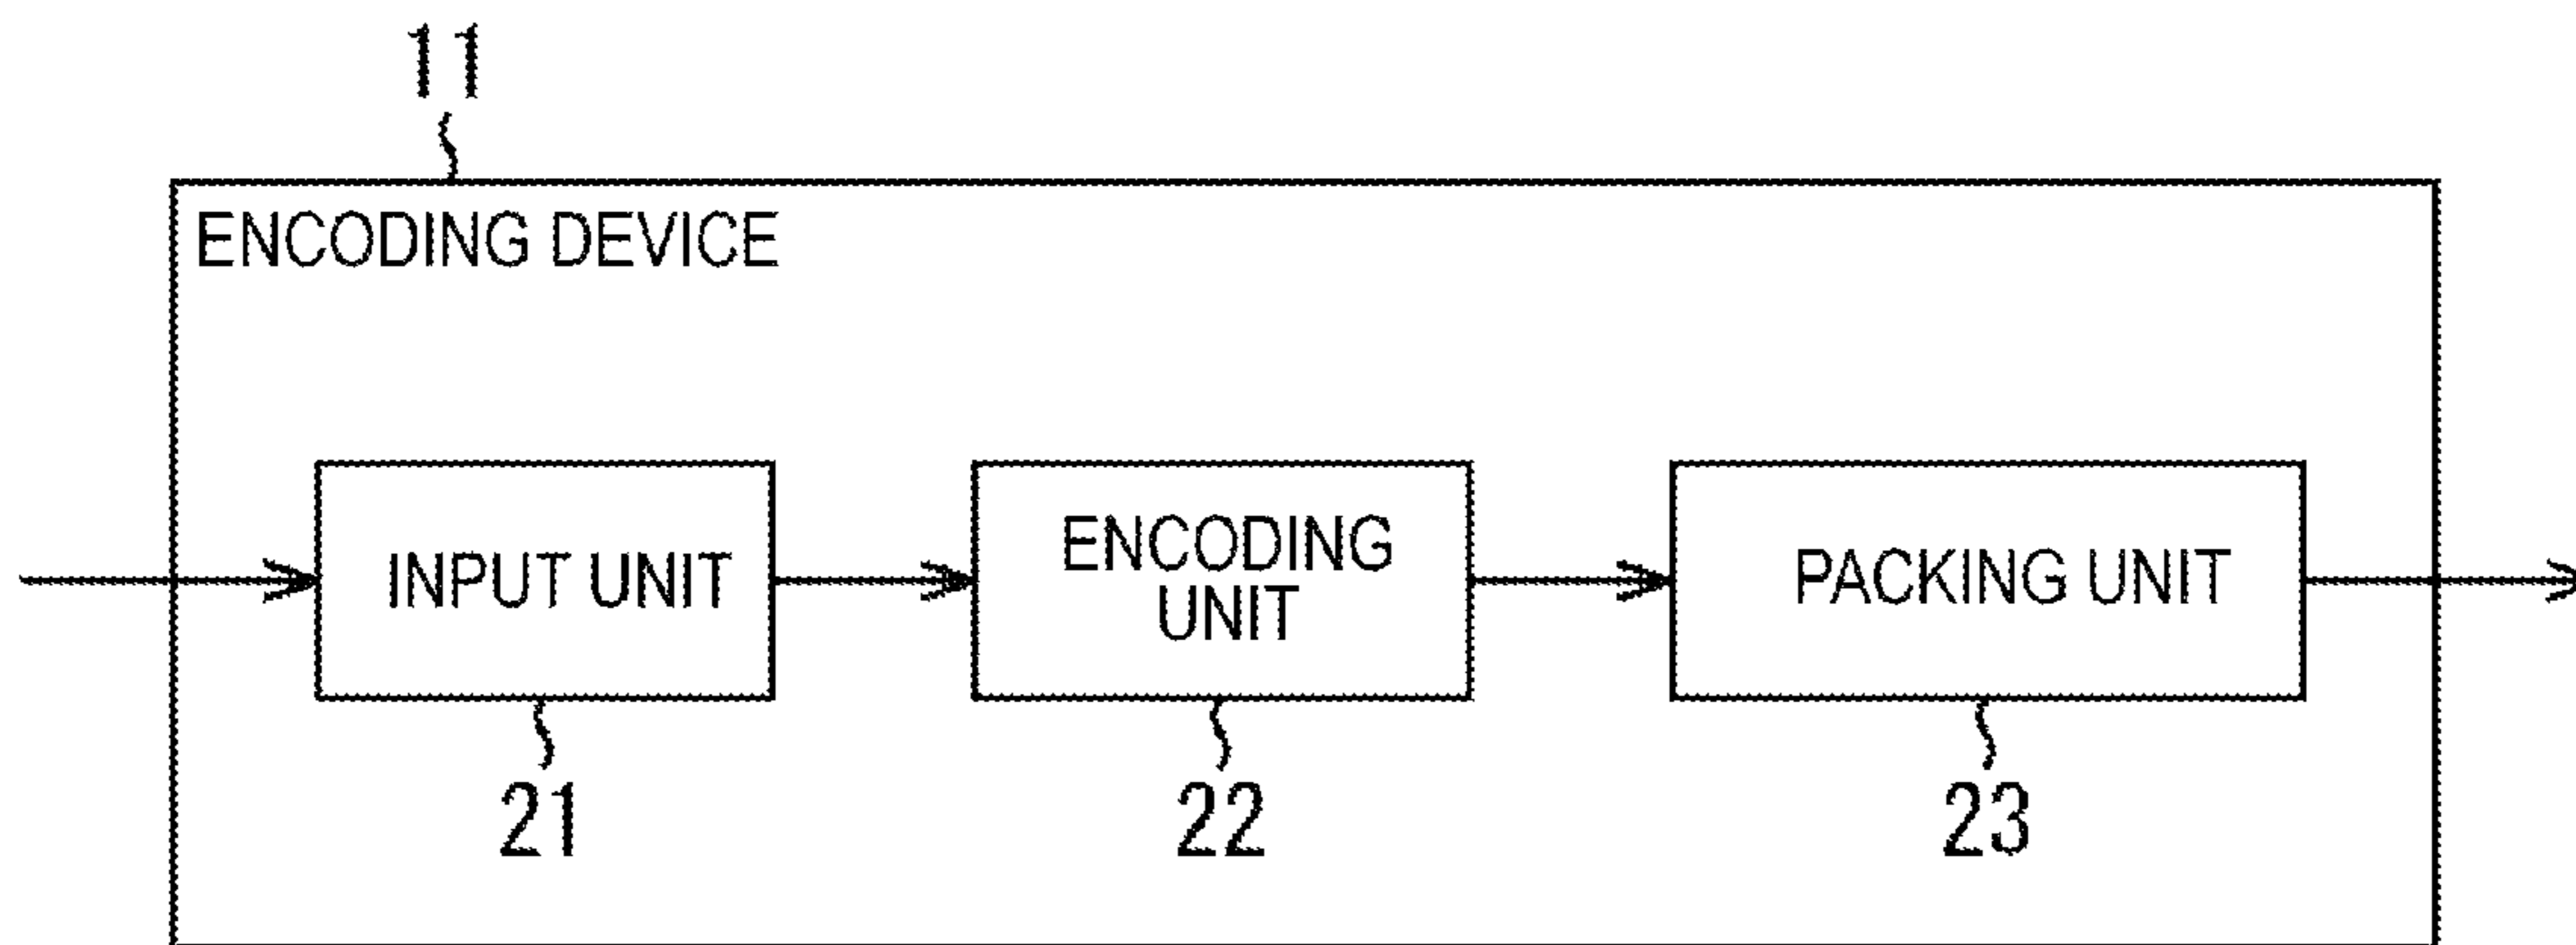 11
ENCODING DEVICE
INPUT UNIT
ENCODING
UNIT
PACKING UNIT
21
22
23